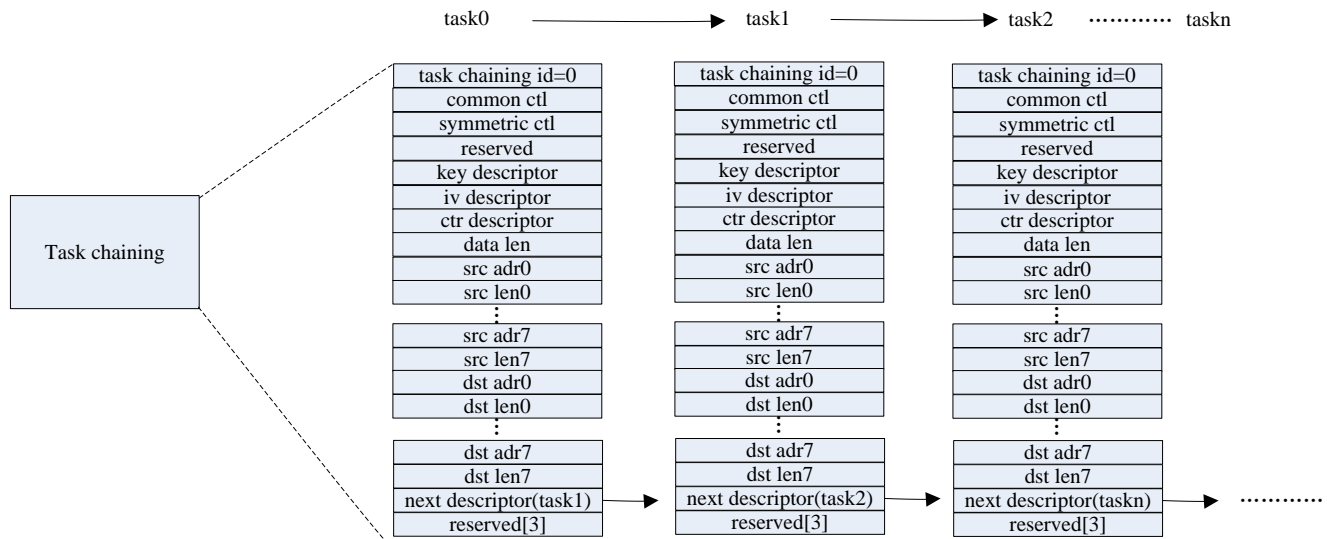 task0
task1
task2
…………
taskn
Task chaining
task chaining id=0
common ctl
symmetric ctl
reserved
key descriptor
iv descriptor
ctr descriptor
data len
src adr0
src len0
src adr7
src len7
dst adr0
dst len0
dst adr7
dst len7
next descriptor(task1)
reserved[3]
task chaining id=0
common ctl
symmetric ctl
reserved
key descriptor
iv descriptor
ctr descriptor
data len
src adr0
src len0
src adr7
src len7
dst adr0
dst len0
dst adr7
dst len7
next descriptor(task2)
reserved[3]
task chaining id=0
common ctl
symmetric ctl
reserved
key descriptor
iv descriptor
ctr descriptor
data len
src adr0
src len0
src adr7
src len7
dst adr0
dst len0
dst adr7
dst len7
next descriptor(taskn)
reserved[3]
…………